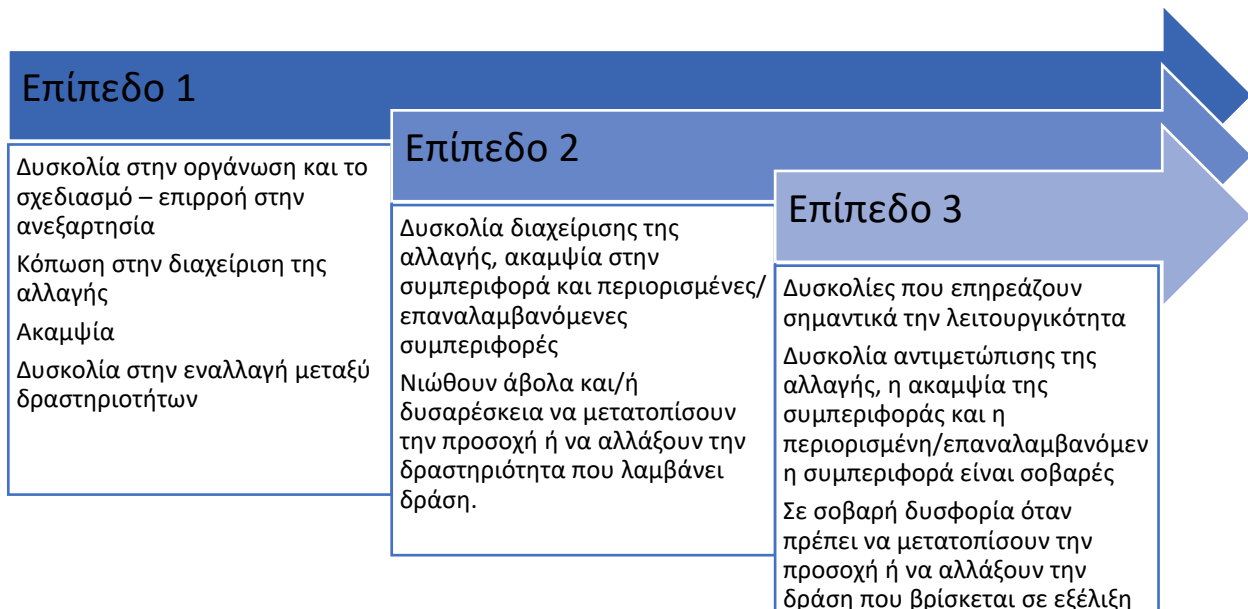 Επίπεδο 1
Δυσκολία στην οργάνωση και το
σχεδιασμό – επιρροή στην
ανεξαρτησία
Κόπωση στην διαχείριση της
αλλαγής
Ακαμψία
Δυσκολία στην εναλλαγή μεταξύ
δραστηριοτήτων
Επίπεδο 2
Δυσκολία διαχείρισης της
αλλαγής, ακαμψία στην
συμπεριφορά και περιορισμένες/
επαναλαμβανόμενες
συμπεριφορές
Νιώθουν άβολα και/ή
δυσαρέσκεια να μετατοπίσουν
την προσοχή ή να αλλάξουν την
δραστηριότητα που λαμβάνει
δράση.
Επίπεδο 3
Δυσκολίες που επηρεάζουν
σημαντικά την λειτουργικότητα
Δυσκολία αντιμετώπισης της
αλλαγής, η ακαμψία της
συμπεριφοράς και η
περιορισμένη/επαναλαμβανόμεν
η συμπεριφορά είναι σοβαρές
Σε σοβαρή δυσφορία όταν
πρέπει να μετατοπίσουν την
προσοχή ή να αλλάξουν την
δράση που βρίσκεται σε εξέλιξη